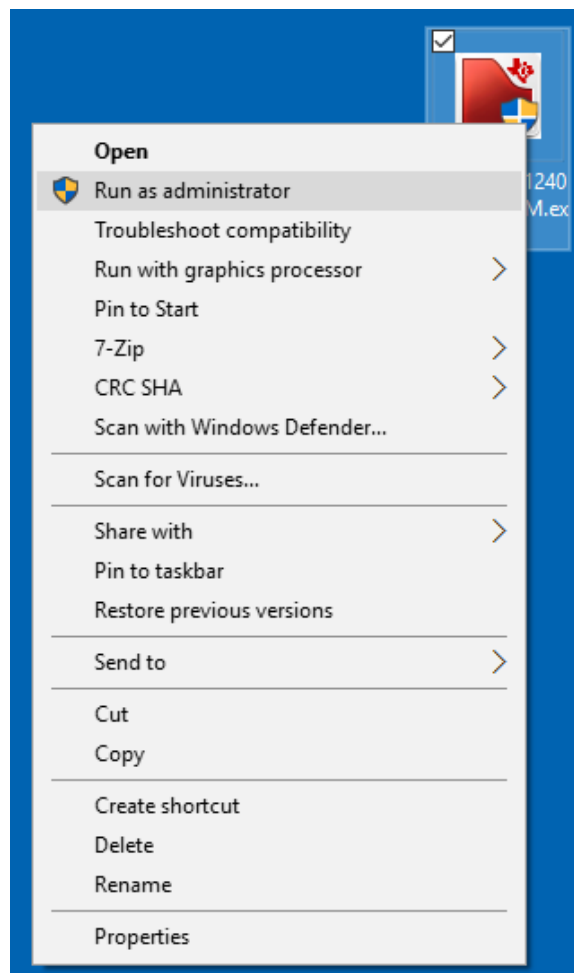 1240
M.ex
Open
Run as administrator
Troubleshoot compatibility
Run with graphics processor
Pin to Start
7-Zip
CRC SHA
Scan with Windows Defender...
Scan for Viruses...
Share with
Pin to taskbar
Restore previous versions
Send to
Cut
Copy
Create shortcut
Delete
Rename
Properties